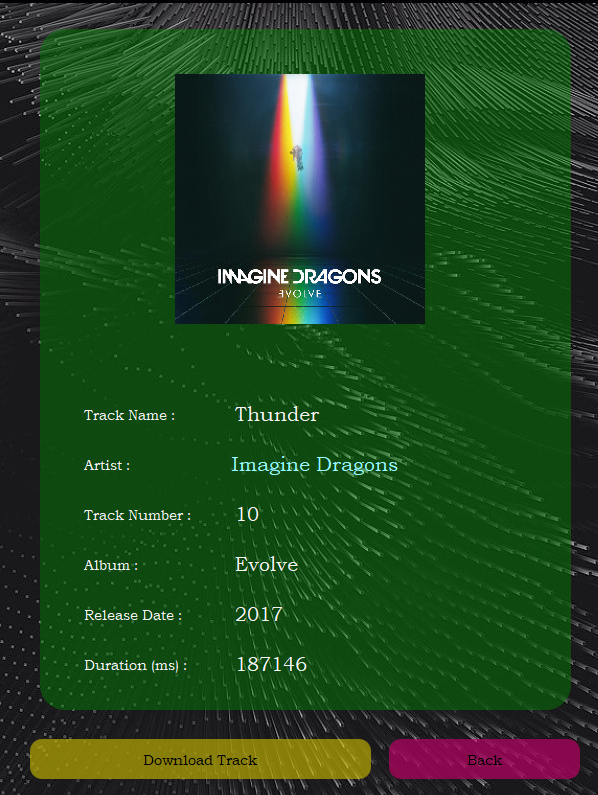 IMAGINE DRAGONS
EVOLVE
Track Name : Thunder
Artist : Imagine Dragons
Track Number : 10
Album : Evolve
Release Date : 2017
Duration (ms) : 187146
Download Track Back